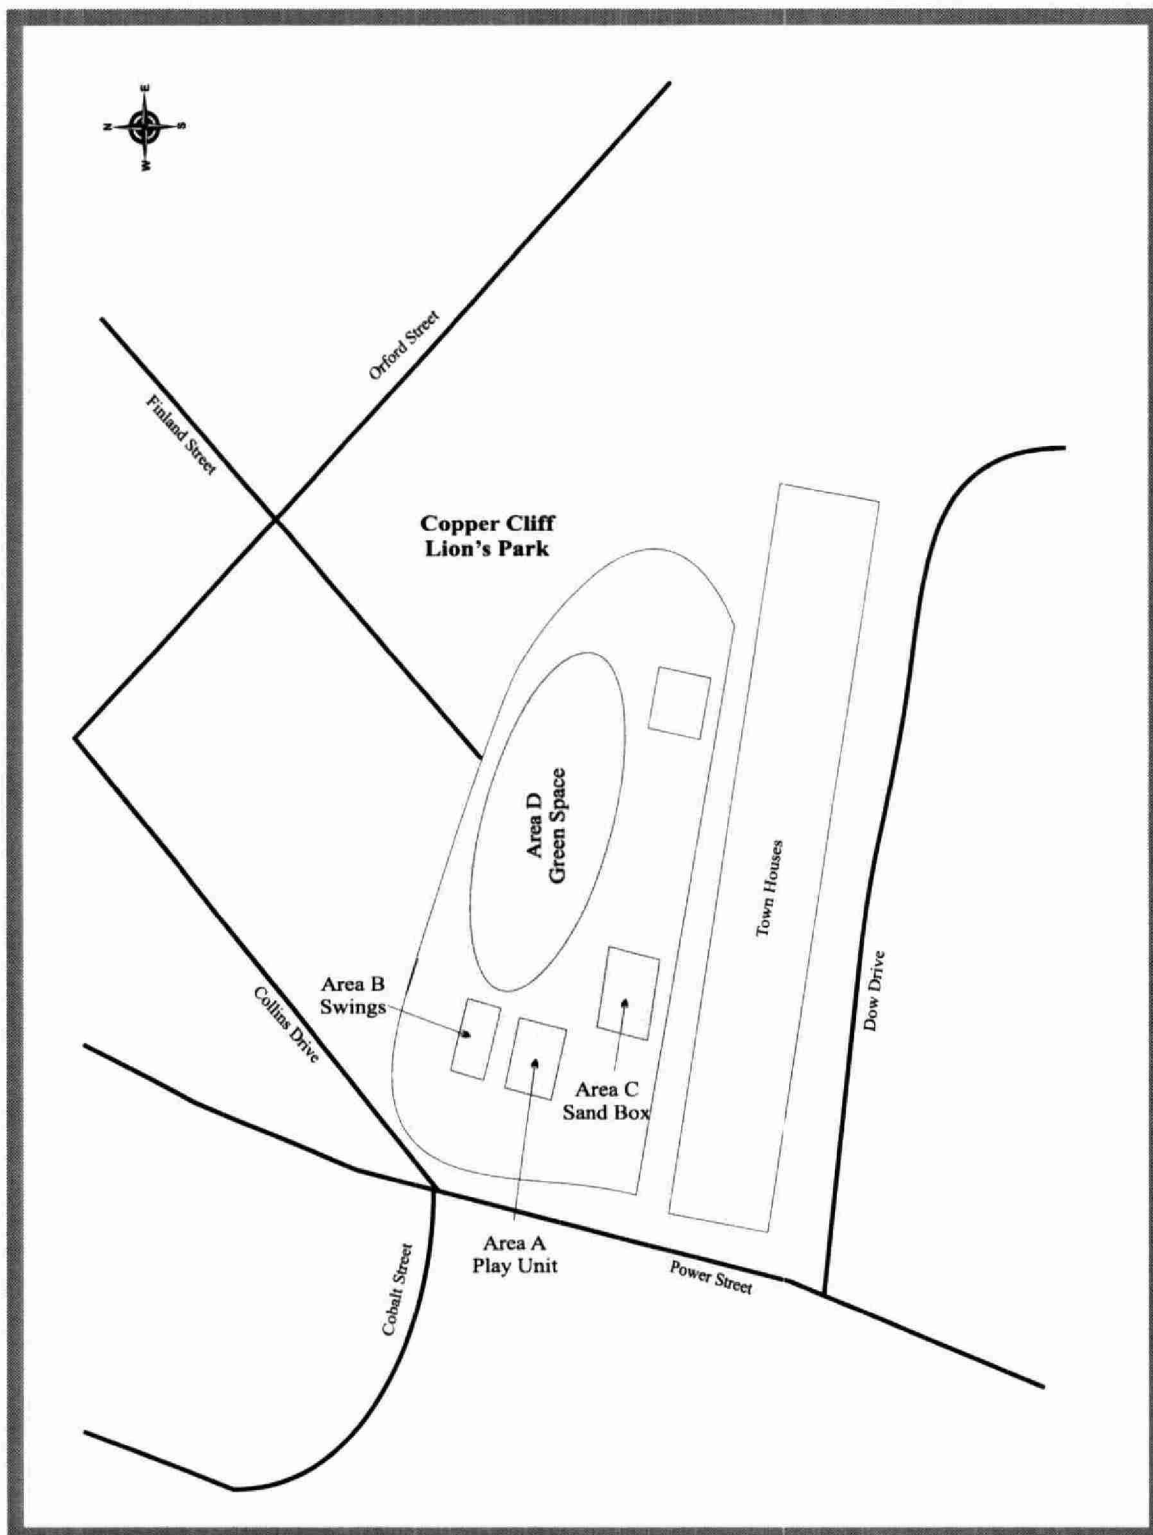 E
N
S
W
Orford Street
Finland Street
Copper Cliff
Lion's Park
Area D
Green Space
Town Houses
Area B
Swings
Collins Drive
Dow Drive
Area C
Sand Box
Area A
Play Unit
Cobalt Street
Power Street